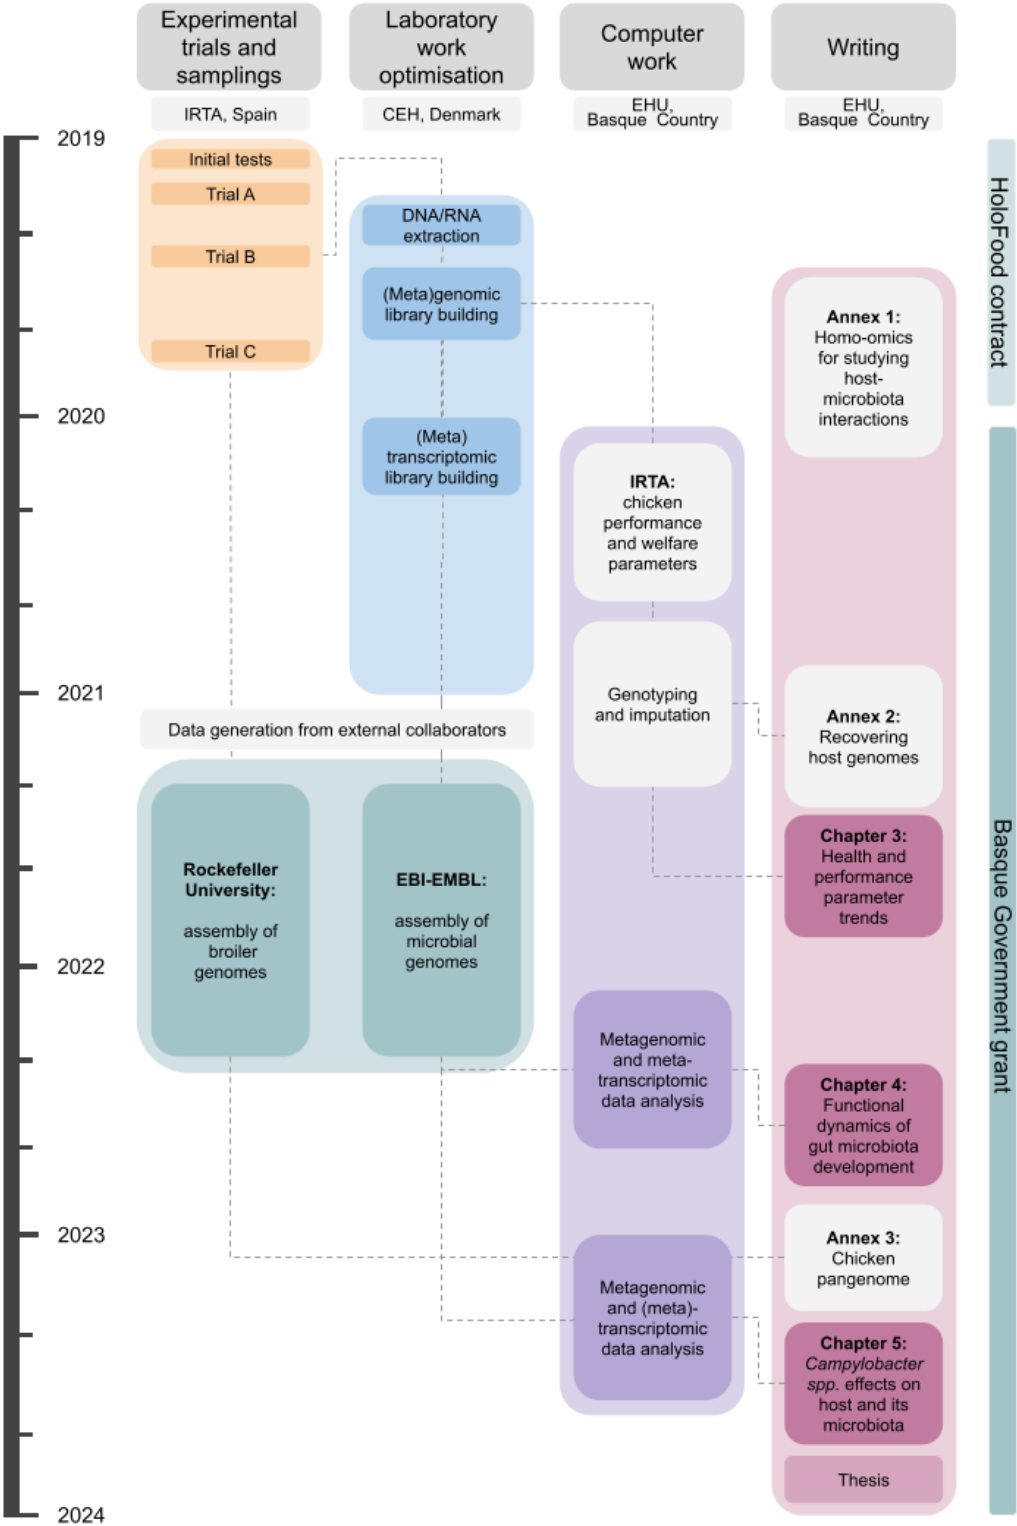 Experimental
trials and
samplings
Laboratory
work
optimisation
Computer
work
Writing
IRTA, Spain
CEH, Denmark
EHU,
Basque Country
EHU,
Basque Country
2019
2020
2021
2022
2023
2024
Initial tests
Trial A
Trial B
Trial C
DNA/RNA
extraction
(Meta)genomic
library building
(Meta)
transcriptomic
library building
Data generation from external collaborators
Rockefeller
University:
assembly of
broiler
genomes
EBI-EMBL:
assembly of
microbial
genomes
IRTA:
chicken
performance
and welfare
parameters
Genotyping
and imputation
Metagenomic
and meta-
transcriptomic
data analysis
Metagenomic
and (meta)-
transcriptomic
data analysis
Annex 1:
Homo-omics
for studying
host-
microbiota
interactions
Annex 2:
Recovering
host genomes
Chapter 3:
Health and
performance
parameter
trends
Chapter 4:
Functional
dynamics of
gut microbiota
development
Annex 3:
Chicken
pangenome
Chapter 5:
Campylobacter
spp. effects on
host and its
microbiota
Thesis
HoloFood contract
Basque Government grant